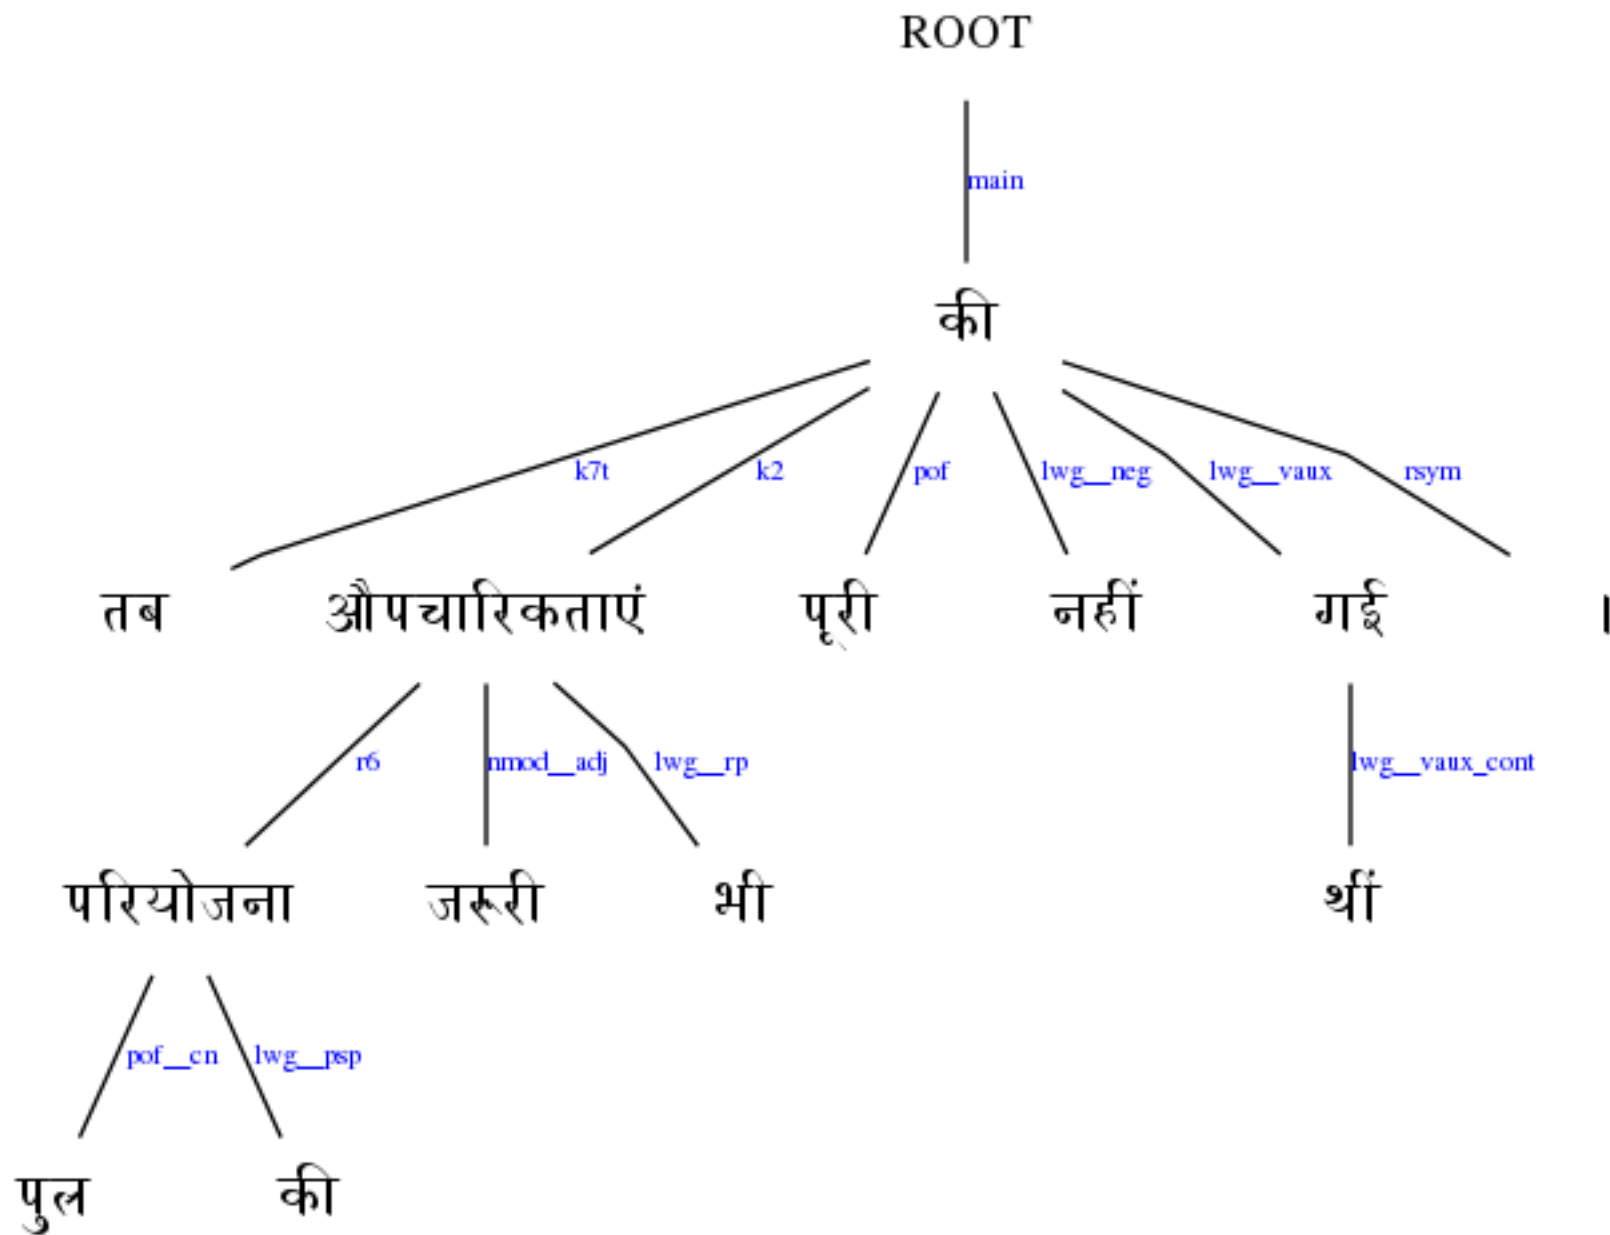 ROOT
main
की
k7t k2 pof lwg__neg lwg__vaux rsym
तब औपचारिकताएं पूरी नहीं गई ।
r6 nmod__adj lwg__rp lwg__vaux_cont
परियोजना जरूरी भी थीं
pof__cn lwg__psp
पुल की